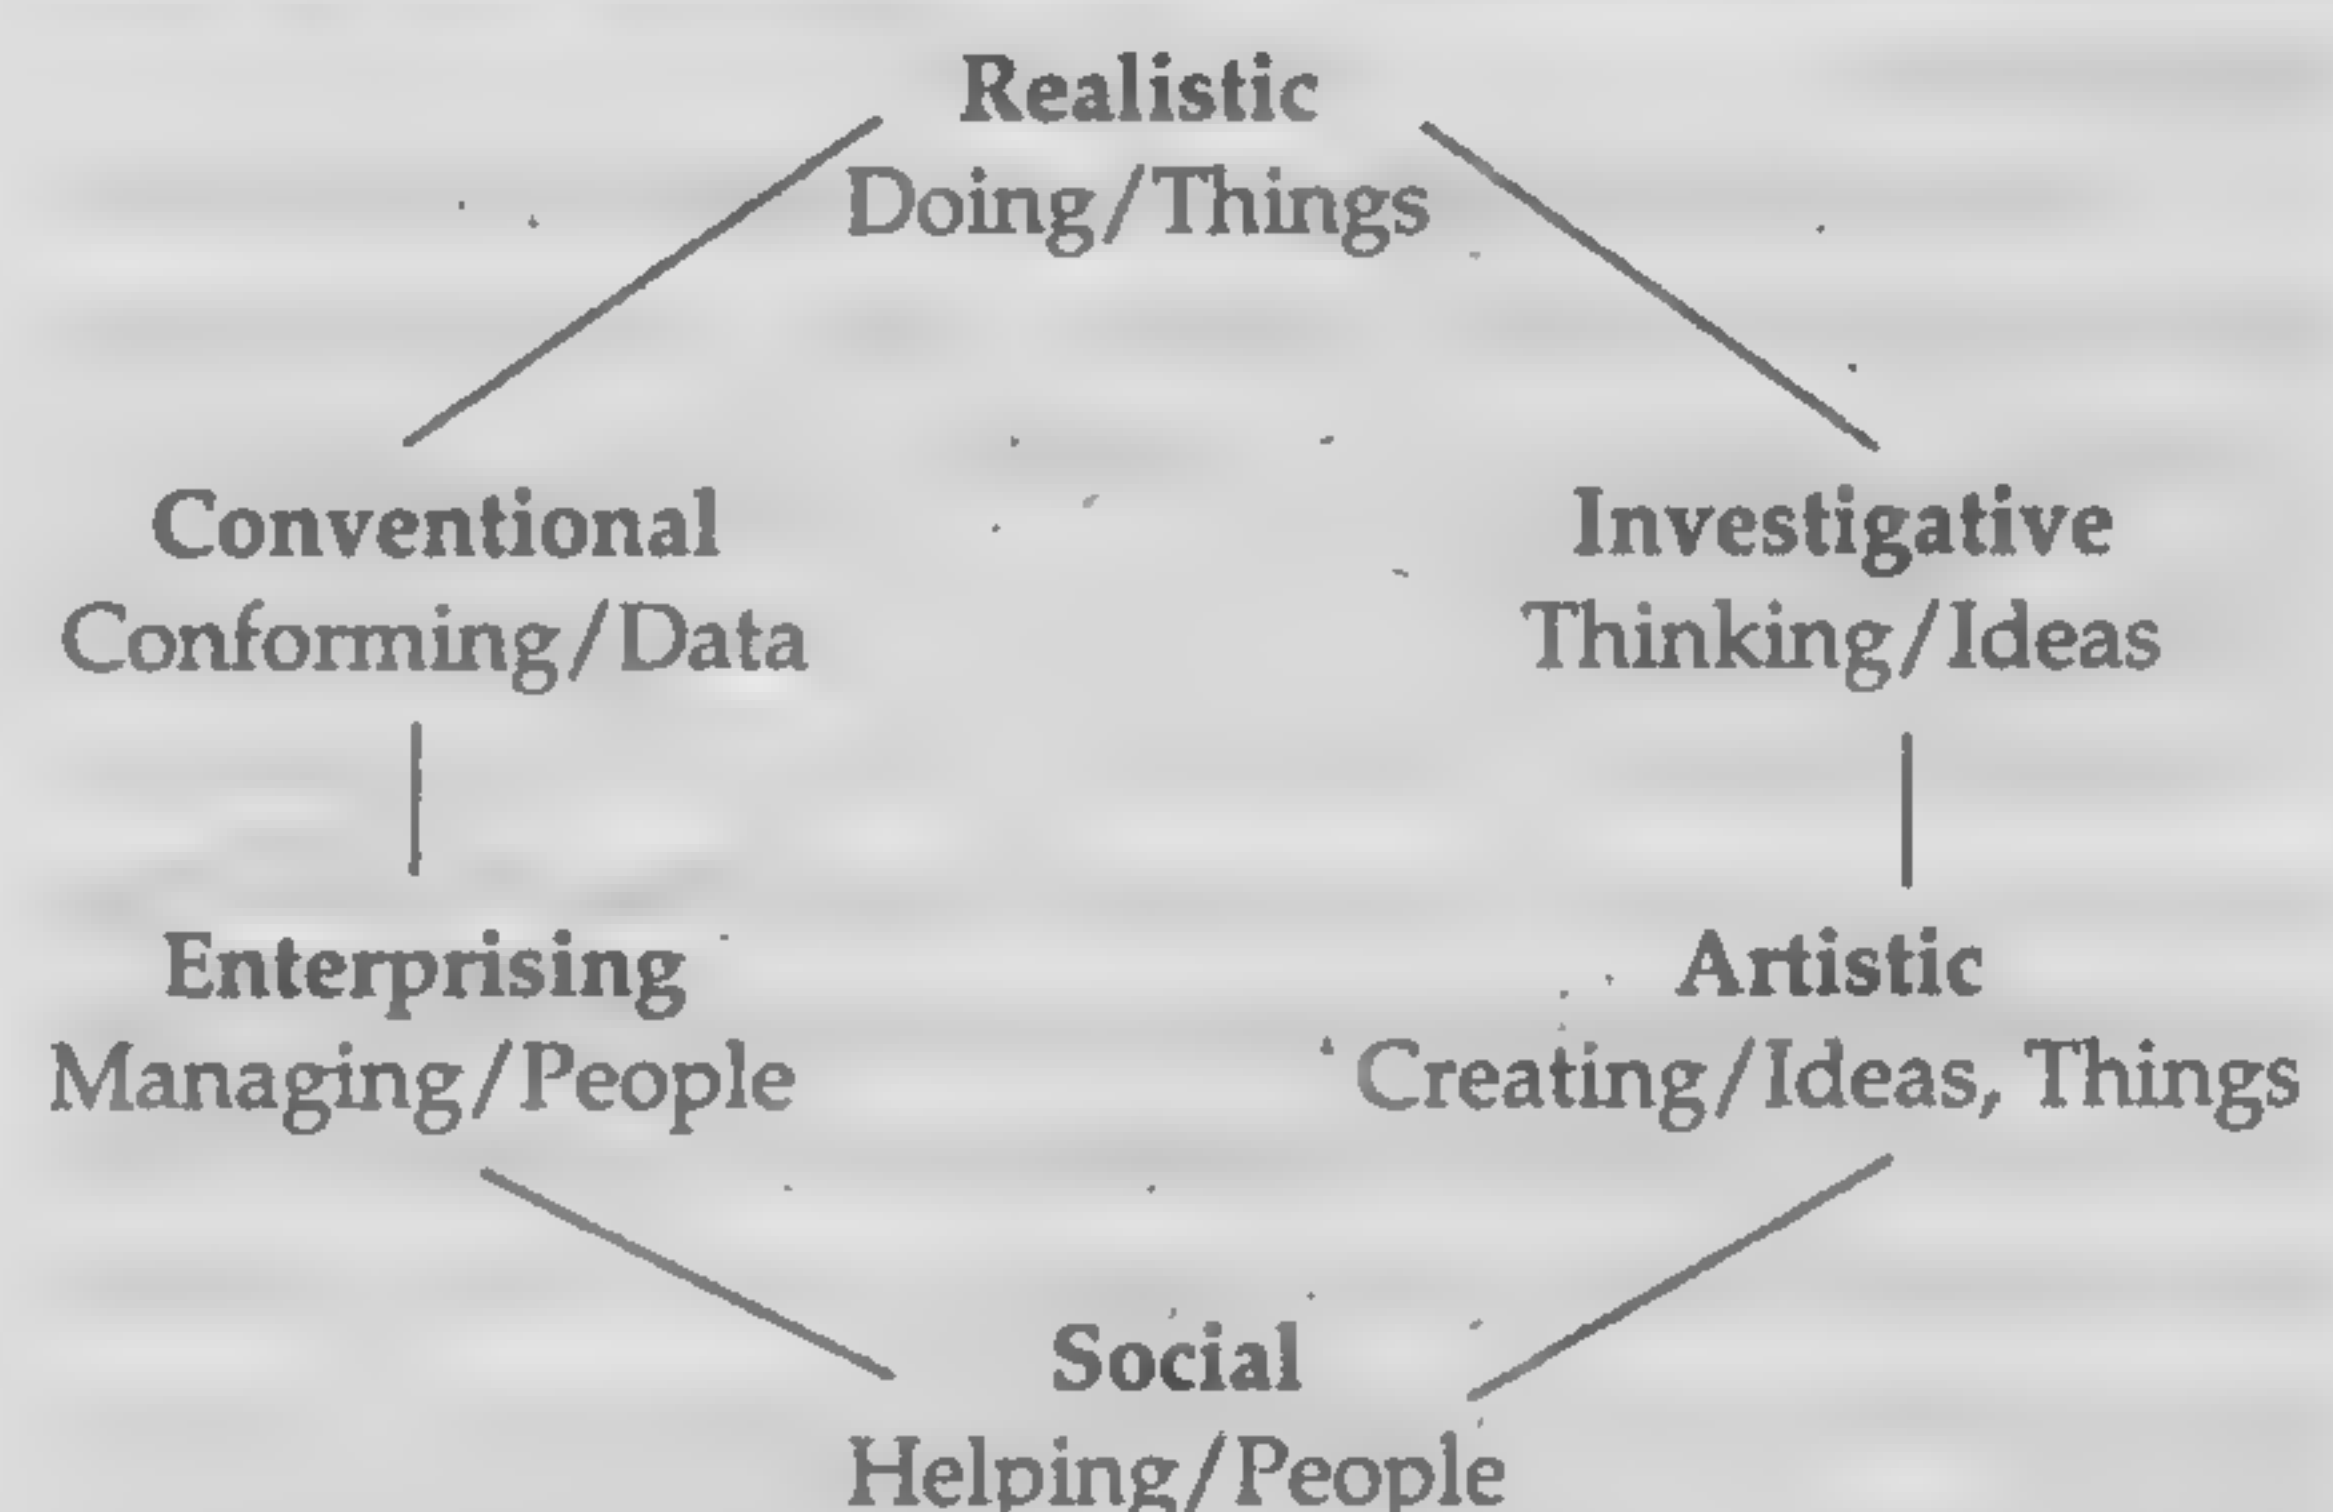 Realistic
Doing/Things
Conventional
Conforming/Data
Investigative
Thinking/Ideas
Enterprising
Managing/People
Artistic
Creating/Ideas, Things
Social
Helping/People